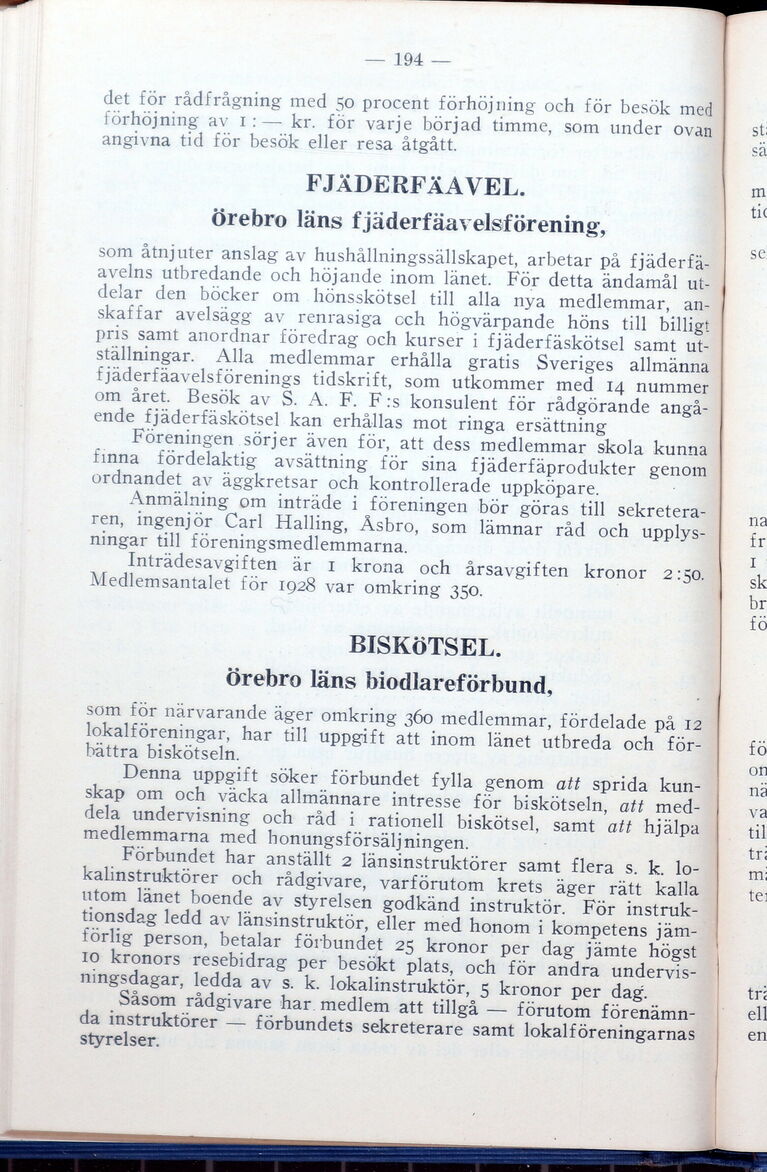 — 194 —
det för rådfrågning med 50 procent förhöjning och för besök med
förhöjning av 1:— kr. för varje börjad timme, som under ovan
angivna tid för besök eller resa åtgått.
FJÄDERFÄAVEL.
Örebro läns fjäderfäavelsförening,
som åtnjuter anslag av hushållningssällskapet, arbetar på fjäderfä-
avelns utbredande och höjande inom länet. För detta ändamål ut-
delar den böcker om hönsskötsel till alla nya medlemmar, an-
skaffar avelsägg av renrasiga och högvärpande höns till billigt
pris samt anordnar föredrag och kurser i fjäderfäskötsel samt ut-
ställningar. Alla medlemmar erhålla gratis Sveriges allmänna
fjäderfäavelsförenings tidskrift, som utkommer med 14 nummer
om året. Besök av S. A. F. F:s konsulent för rådgörande angå-
ende fjäderfäskötsel kan erhållas mot ringa ersättning
Föreningen sörjer även för, att dess medlemmar skola kunna
finna fördelaktig avsättning för sina fjäderfäprodukter genom
ordnandet av äggkretsar och kontrollerade uppköpare.
Anmälning om inträde i föreningen bör göras till sekretera-
ren, ingenjör Carl Halling, Åsbro, som lämnar råd och upplys-
ningar till föreningsmedlemmarna.
Inträdesavgiften är 1 krona och årsavgiften kronor 2:50.
Medlemsantalet för 1928 var omkring 350.
BISKÖTSEL.
Örebro läns biodlareförbund,
som för närvarande äger omkring 360 medlemmar, fördelade på 12
lokalföreningar, har till uppgift att inom länet utbreda och för-
bättra biskötseln.
Denna uppgift söker förbundet fylla genom att sprida kun-
skap om och väcka allmännare intresse för biskötseln, att med-
dela undervisning och råd i rationell biskötsel, samt att hjälpa
medlemmarna med honungsförsäljningen.
Förbundet har anställt 2 länsinstruktörer samt flera s. k. lo-
kalinstruktörer och rådgivare, varförutom krets äger rätt kalla
utom länet boende av styrelsen godkänd instruktör. För instruk-
tionsdag ledd av länsinstruktör, eller med honom i kompetens jäm-
förlig person, betalar förbundet 25 kronor per dag jämte högst
10 kronors resebidrag per besökt plats, och för andra undervis-
ningsdagar, ledda av s. k. lokalinstruktör, 5 kronor per dag.
Såsom rådgivare har medlem att tillgå — förutom förenämn-
da instruktörer — förbundets sekreterare samt lokalföreningarnas
styrelser.